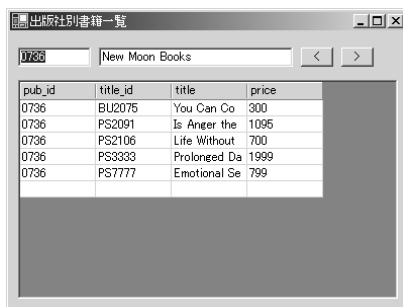 出版社別書籍一覧
0736 New Moon Books < >
pub_id title_id title price
0736 BU2075 You Can Co 300
0736 PS2091 Is Anger the 1095
0736 PS2106 Life Without 700
0736 PS3333 Prolonged Da 1999
0736 PS7777 Emotional Se 799